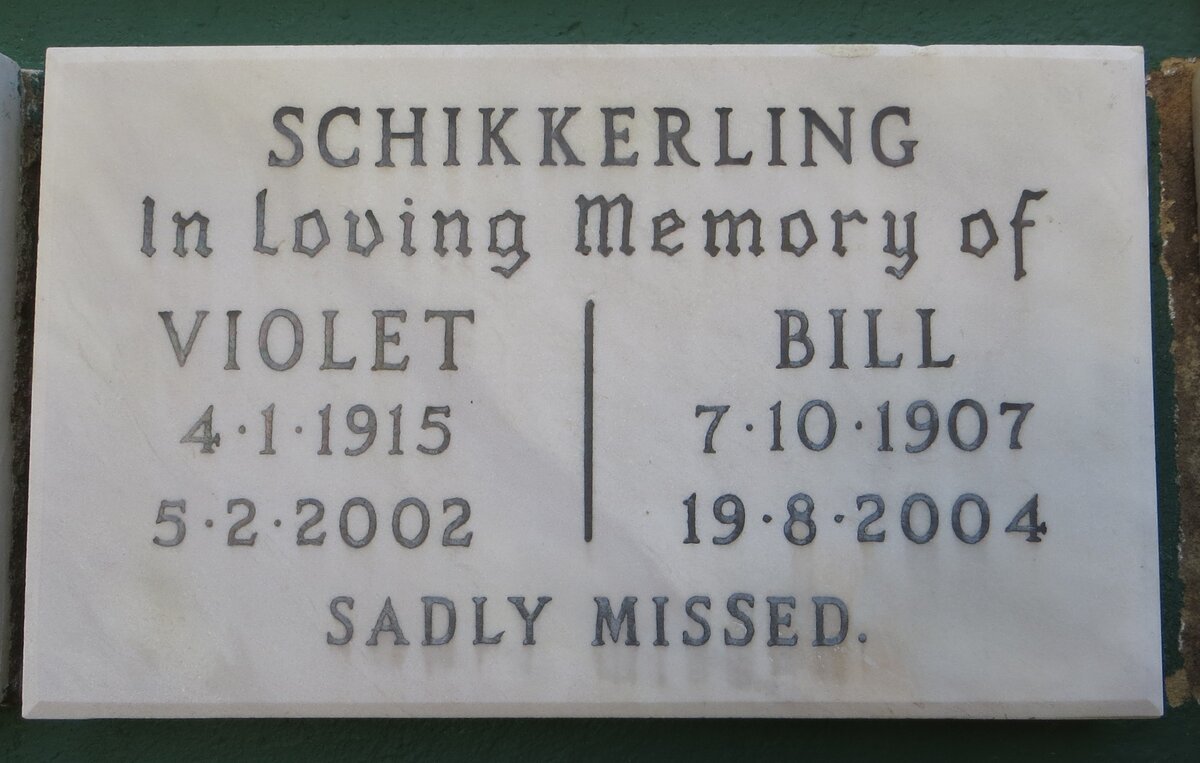 SCHIKKERLING
In Loving Memory of
VIOLET
4·1·1915
5·2·2002
BILL
7·10·1907
19·8·2004
SADLY MISSED.